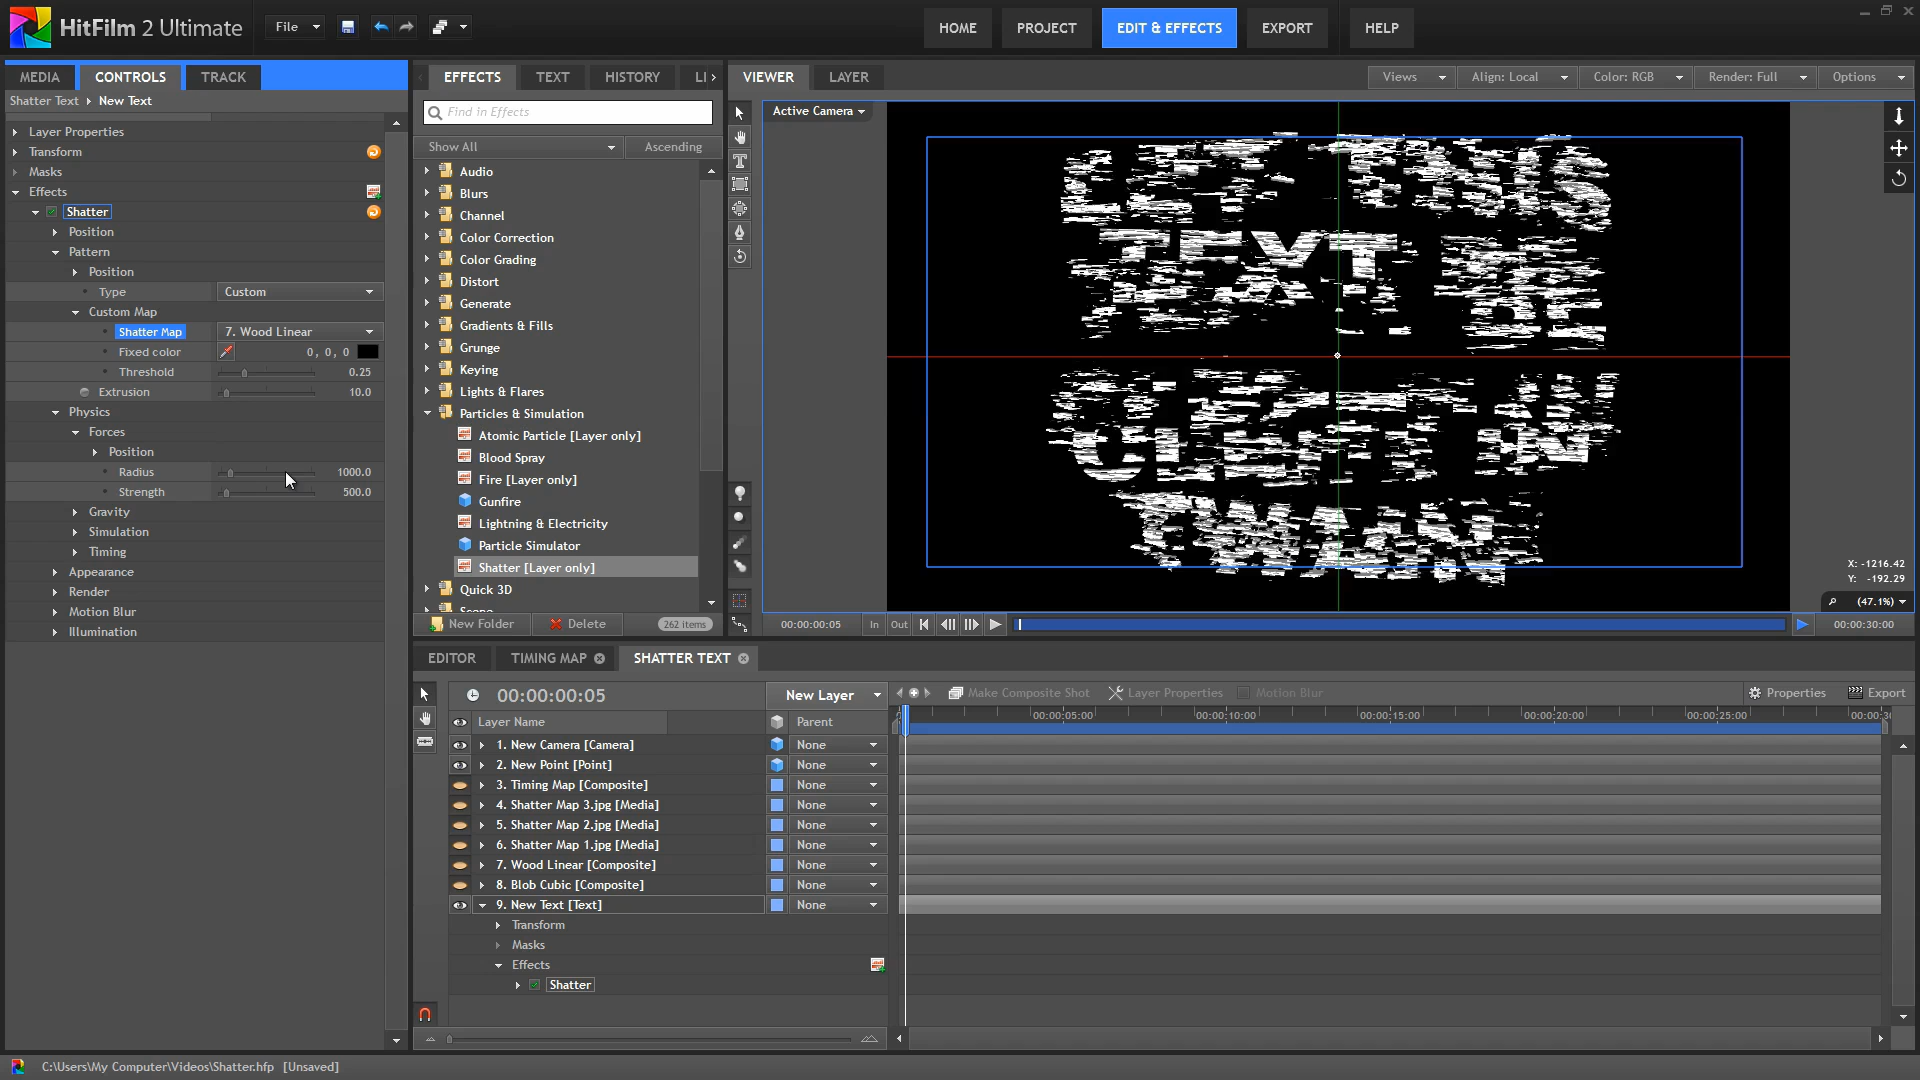 HitFilm 2 Ultimate
File
HOME
PROJECT
EDIT & EFFECTS
EXPORT
HELP
MEDIA
CONTROLS
TRACK
Shatter Text
New Text
Layer Properties
Transform
Masks
Effects
Shatter
Position
Pattern
Position
Type
Custom
Custom Map
Shatter Map
7. Wood Linear
Fixed color
0, 0, 0
Threshold
0.25
Extrusion
10.0
Physics
Forces
Position
Radius
1000.0
Strength
500.0
Gravity
Simulation
Timing
Appearance
Render
Motion Blur
Illumination
EFFECTS
TEXT
HISTORY
LI
Find in Effects
Show All
Ascending
Audio
Blurs
Channel
Color Correction
Color Grading
Distort
Generate
Gradients & Fills
Grunge
Keying
Lights & Flares
Particles & Simulation
Atomic Particle [Layer only]
Blood Spray
Fire [Layer only]
Gunfire
Lightning & Electricity
Particle Simulator
Shatter [Layer only]
Quick 3D
New Folder
Delete
262 items
VIEWER
LAYER
Views
Align: Local
Color: RGB
Render: Full
Options
Active Camera
LET THIS
TEXT BE
CLEFT IN
TWAIN
X: -1216.42
Y: -192.29
(47.1%)
00:00:00:05
In
Out
00:00:30:00
EDITOR
TIMING MAP
SHATTER TEXT
00:00:00:05
New Layer
Make Composite Shot
Layer Properties
Motion Blur
Properties
Export
Layer Name
Parent
00:00:05:00
00:00:10:00
00:00:15:00
00:00:20:00
00:00:25:00
00:00:30
1. New Camera [Camera]
None
2. New Point [Point]
None
3. Timing Map [Composite]
None
4. Shatter Map 3.jpg [Media]
None
5. Shatter Map 2.jpg [Media]
None
6. Shatter Map 1.jpg [Media]
None
7. Wood Linear [Composite]
None
8. Blob Cubic [Composite]
None
9. New Text [Text]
None
Transform
Masks
Effects
Shatter
C:\Users\My Computer\Videos\Shatter.hfp [Unsaved]